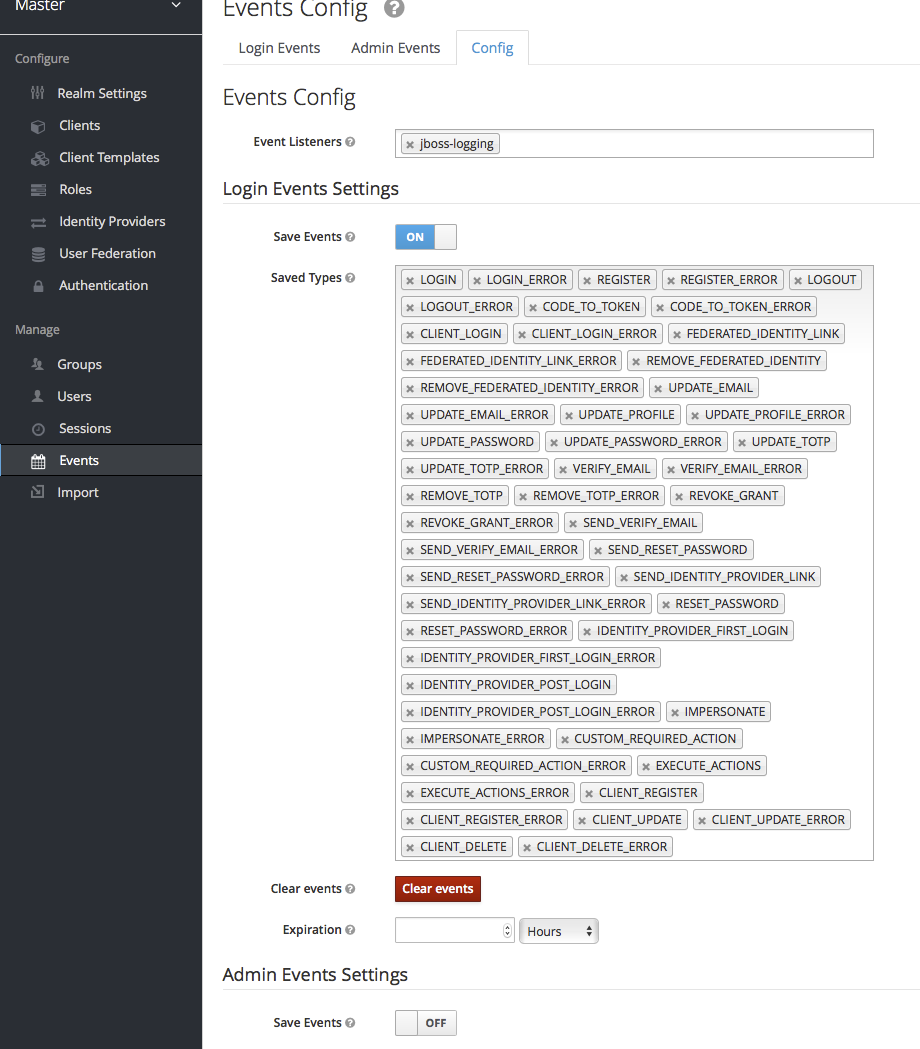 Master
Configure
Realm Settings
Clients
Client Templates
Roles
Identity Providers
User Federation
Authentication
Manage
Groups
Users
Sessions
Events
Import
Events Config ?
Login Events Admin Events Config
Events Config
Event Listeners ? × jboss-logging
Login Events Settings
Save Events ? ON
Saved Types ? × LOGIN × LOGIN_ERROR × REGISTER × REGISTER_ERROR × LOGOUT
× LOGOUT_ERROR × CODE_TO_TOKEN × CODE_TO_TOKEN_ERROR
× CLIENT_LOGIN × CLIENT_LOGIN_ERROR × FEDERATED_IDENTITY_LINK
× FEDERATED_IDENTITY_LINK_ERROR × REMOVE_FEDERATED_IDENTITY
× REMOVE_FEDERATED_IDENTITY_ERROR × UPDATE_EMAIL
× UPDATE_EMAIL_ERROR × UPDATE_PROFILE × UPDATE_PROFILE_ERROR
× UPDATE_PASSWORD × UPDATE_PASSWORD_ERROR × UPDATE_TOTP
× UPDATE_TOTP_ERROR × VERIFY_EMAIL × VERIFY_EMAIL_ERROR
× REMOVE_TOTP × REMOVE_TOTP_ERROR × REVOKE_GRANT
× REVOKE_GRANT_ERROR × SEND_VERIFY_EMAIL
× SEND_VERIFY_EMAIL_ERROR × SEND_RESET_PASSWORD
× SEND_RESET_PASSWORD_ERROR × SEND_IDENTITY_PROVIDER_LINK
× SEND_IDENTITY_PROVIDER_LINK_ERROR × RESET_PASSWORD
× RESET_PASSWORD_ERROR × IDENTITY_PROVIDER_FIRST_LOGIN
× IDENTITY_PROVIDER_FIRST_LOGIN_ERROR
× IDENTITY_PROVIDER_POST_LOGIN
× IDENTITY_PROVIDER_POST_LOGIN_ERROR × IMPERSONATE
× IMPERSONATE_ERROR × CUSTOM_REQUIRED_ACTION
× CUSTOM_REQUIRED_ACTION_ERROR × EXECUTE_ACTIONS
× EXECUTE_ACTIONS_ERROR × CLIENT_REGISTER
× CLIENT_REGISTER_ERROR × CLIENT_UPDATE × CLIENT_UPDATE_ERROR
× CLIENT_DELETE × CLIENT_DELETE_ERROR
Clear events ? Clear events
Expiration ? Hours
Admin Events Settings
Save Events ? OFF